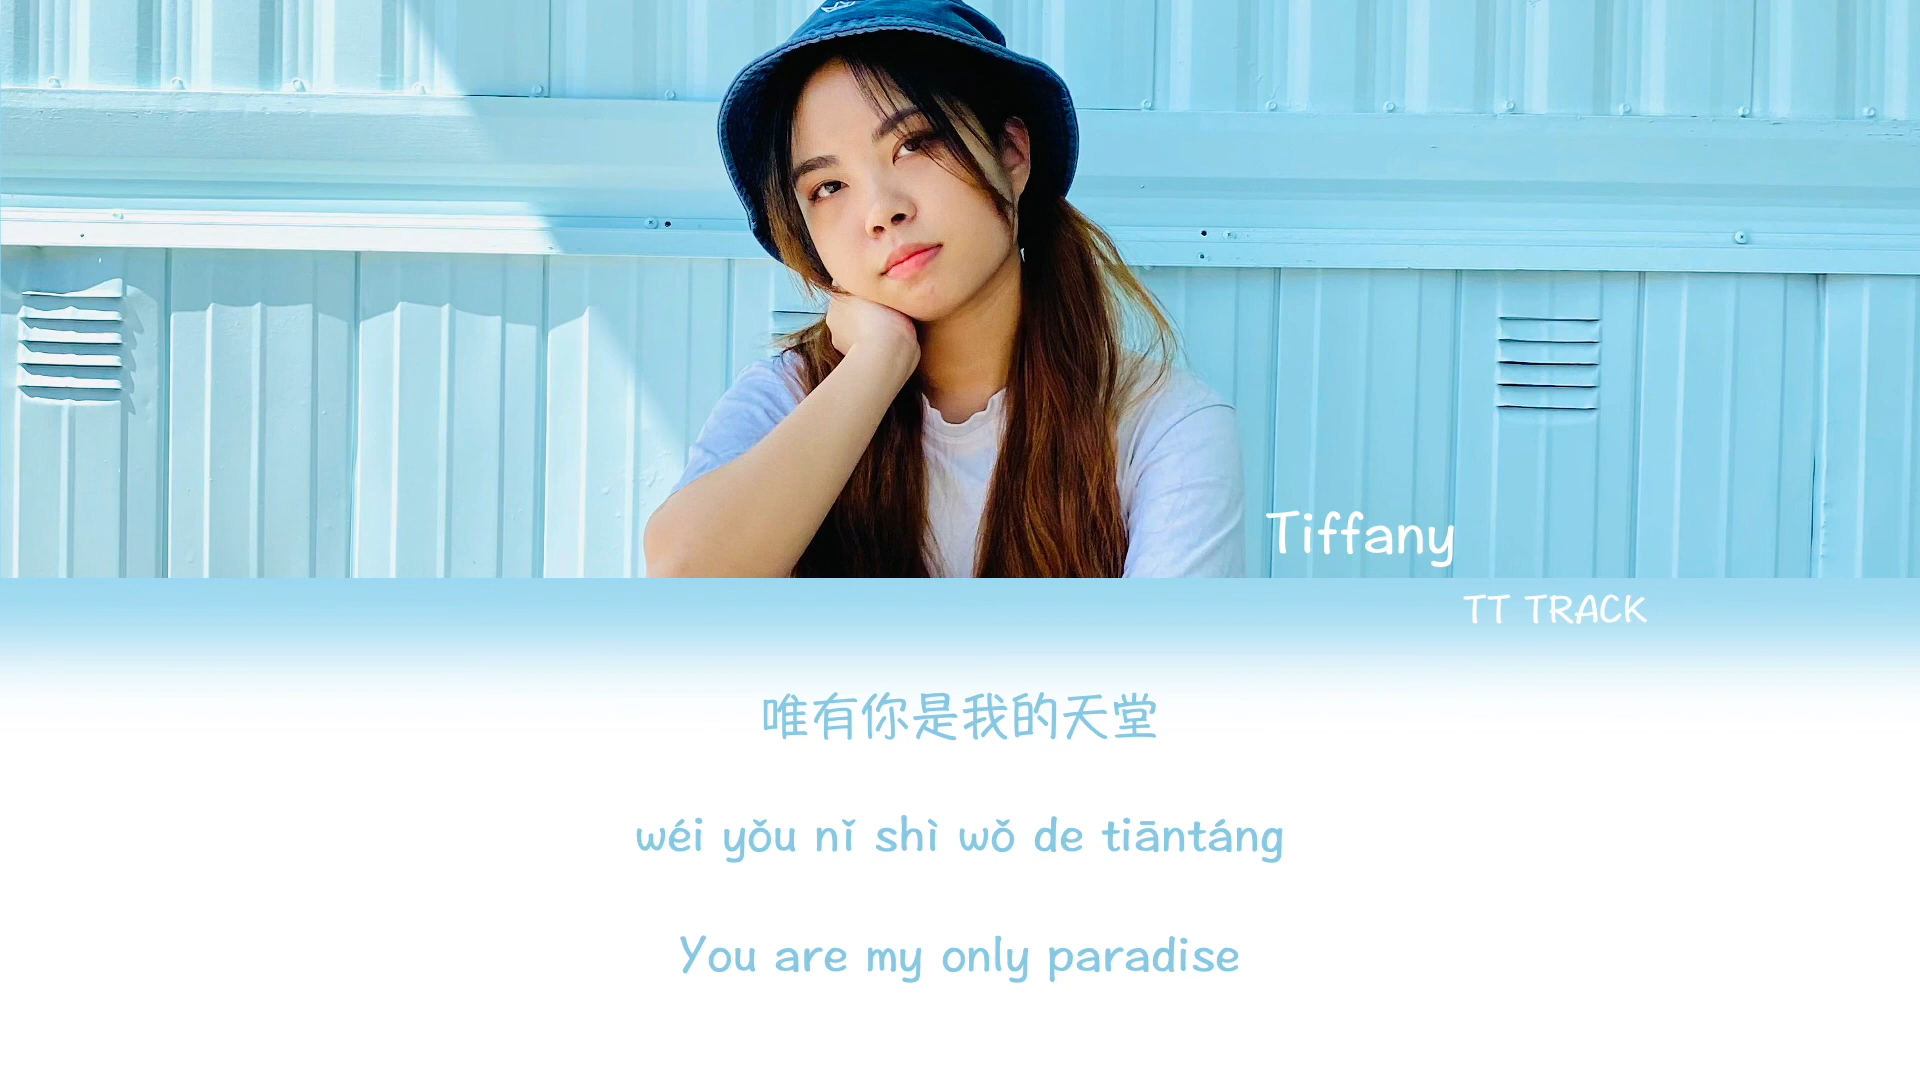 Tiffany
TT TRACK
唯有你是我的天堂
wéi yǒu nǐ shì wǒ de tiāntáng
You are my only paradise